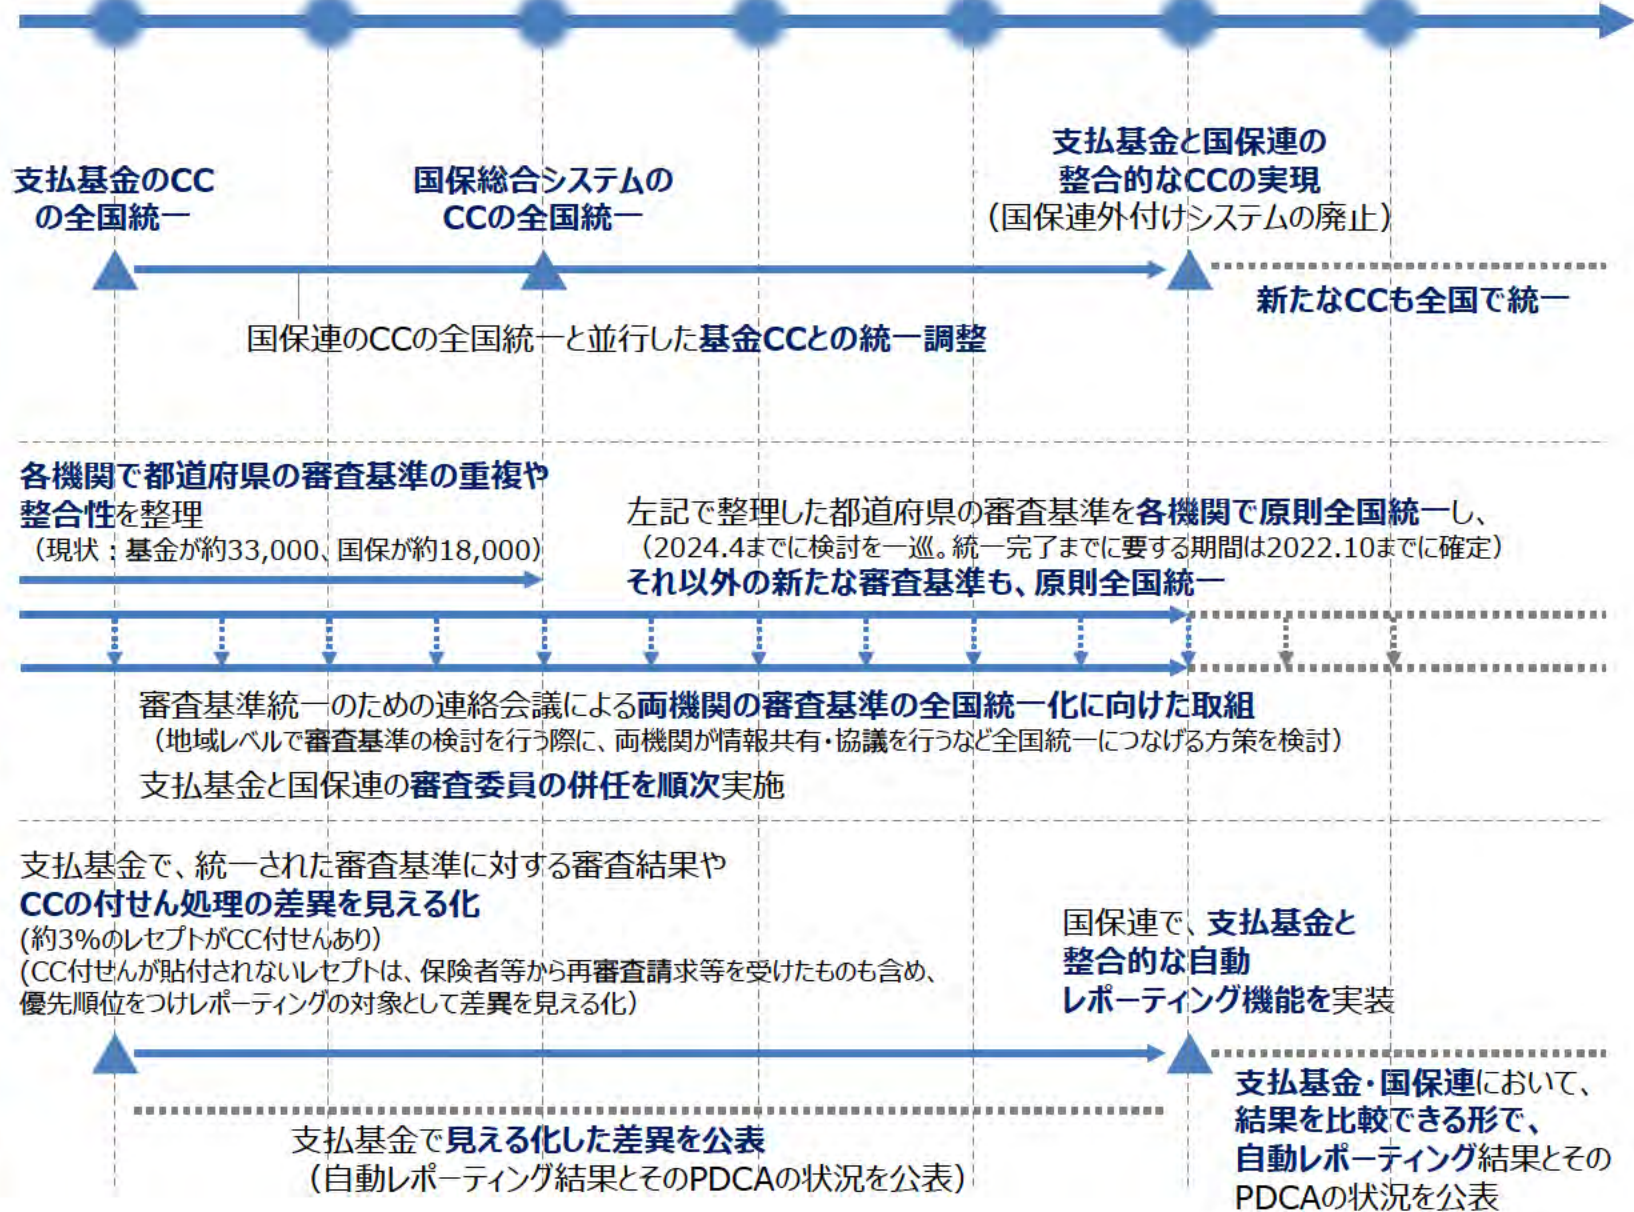 支払基金のCC
の全国統一
国保総合システムの
CCの全国統一
支払基金と国保連の
整合的なCCの実現
（国保連外付けシステムの廃止）
新たなCCも全国で統一
国保連のCCの全国統一と並行した基金CCとの統一調整
各機関で都道府県の審査基準の重複や
整合性を整理
（現状：基金が約33,000、国保が約18,000）
左記で整理した都道府県の審査基準を各機関で原則全国統一し、
（2024.4までに検討を一巡。統一完了までに要する期間は2022.10までに確定）
それ以外の新たな審査基準も、原則全国統一
審査基準統一のための連絡会議による両機関の審査基準の全国統一化に向けた取組
（地域レベルで審査基準の検討を行う際に、両機関が情報共有・協議を行うなど全国統一につなげる方策を検討）
支払基金と国保連の審査委員の併任を順次実施
支払基金で、統一された審査基準に対する審査結果や
CCの付せん処理の差異を見える化
(約3%のレセプトがCC付せんあり)
(CC付せんが貼付されないレセプトは、保険者等から再審査請求等を受けたものも含め、
優先順位をつけレポーティングの対象として差異を見える化)
国保連で、支払基金と
整合的な自動
レポーティング機能を実装
支払基金で見える化した差異を公表
（自動レポーティング結果とそのPDCAの状況を公表）
支払基金・国保連において、
結果を比較できる形で、
自動レポーティング結果とその
PDCAの状況を公表